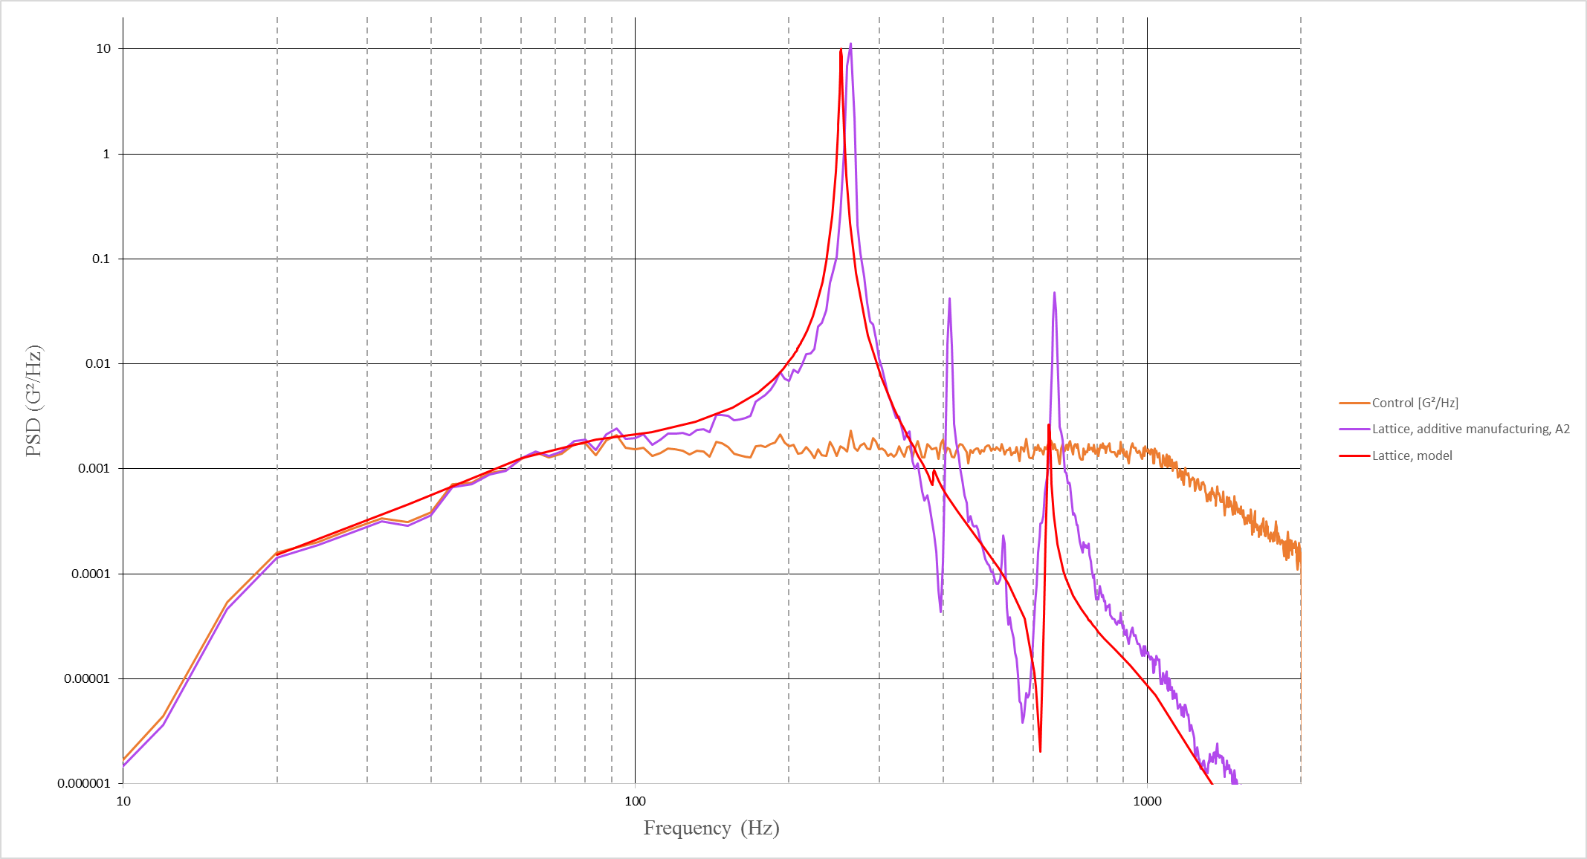 10
1
0.1
0.01
0.001
0.0001
0.00001
0.000001
PSD (G²/Hz)
10
100
1000
Frequency (Hz)
Control [G²/Hz]
Lattice, additive manufacturing, A2
Lattice, model